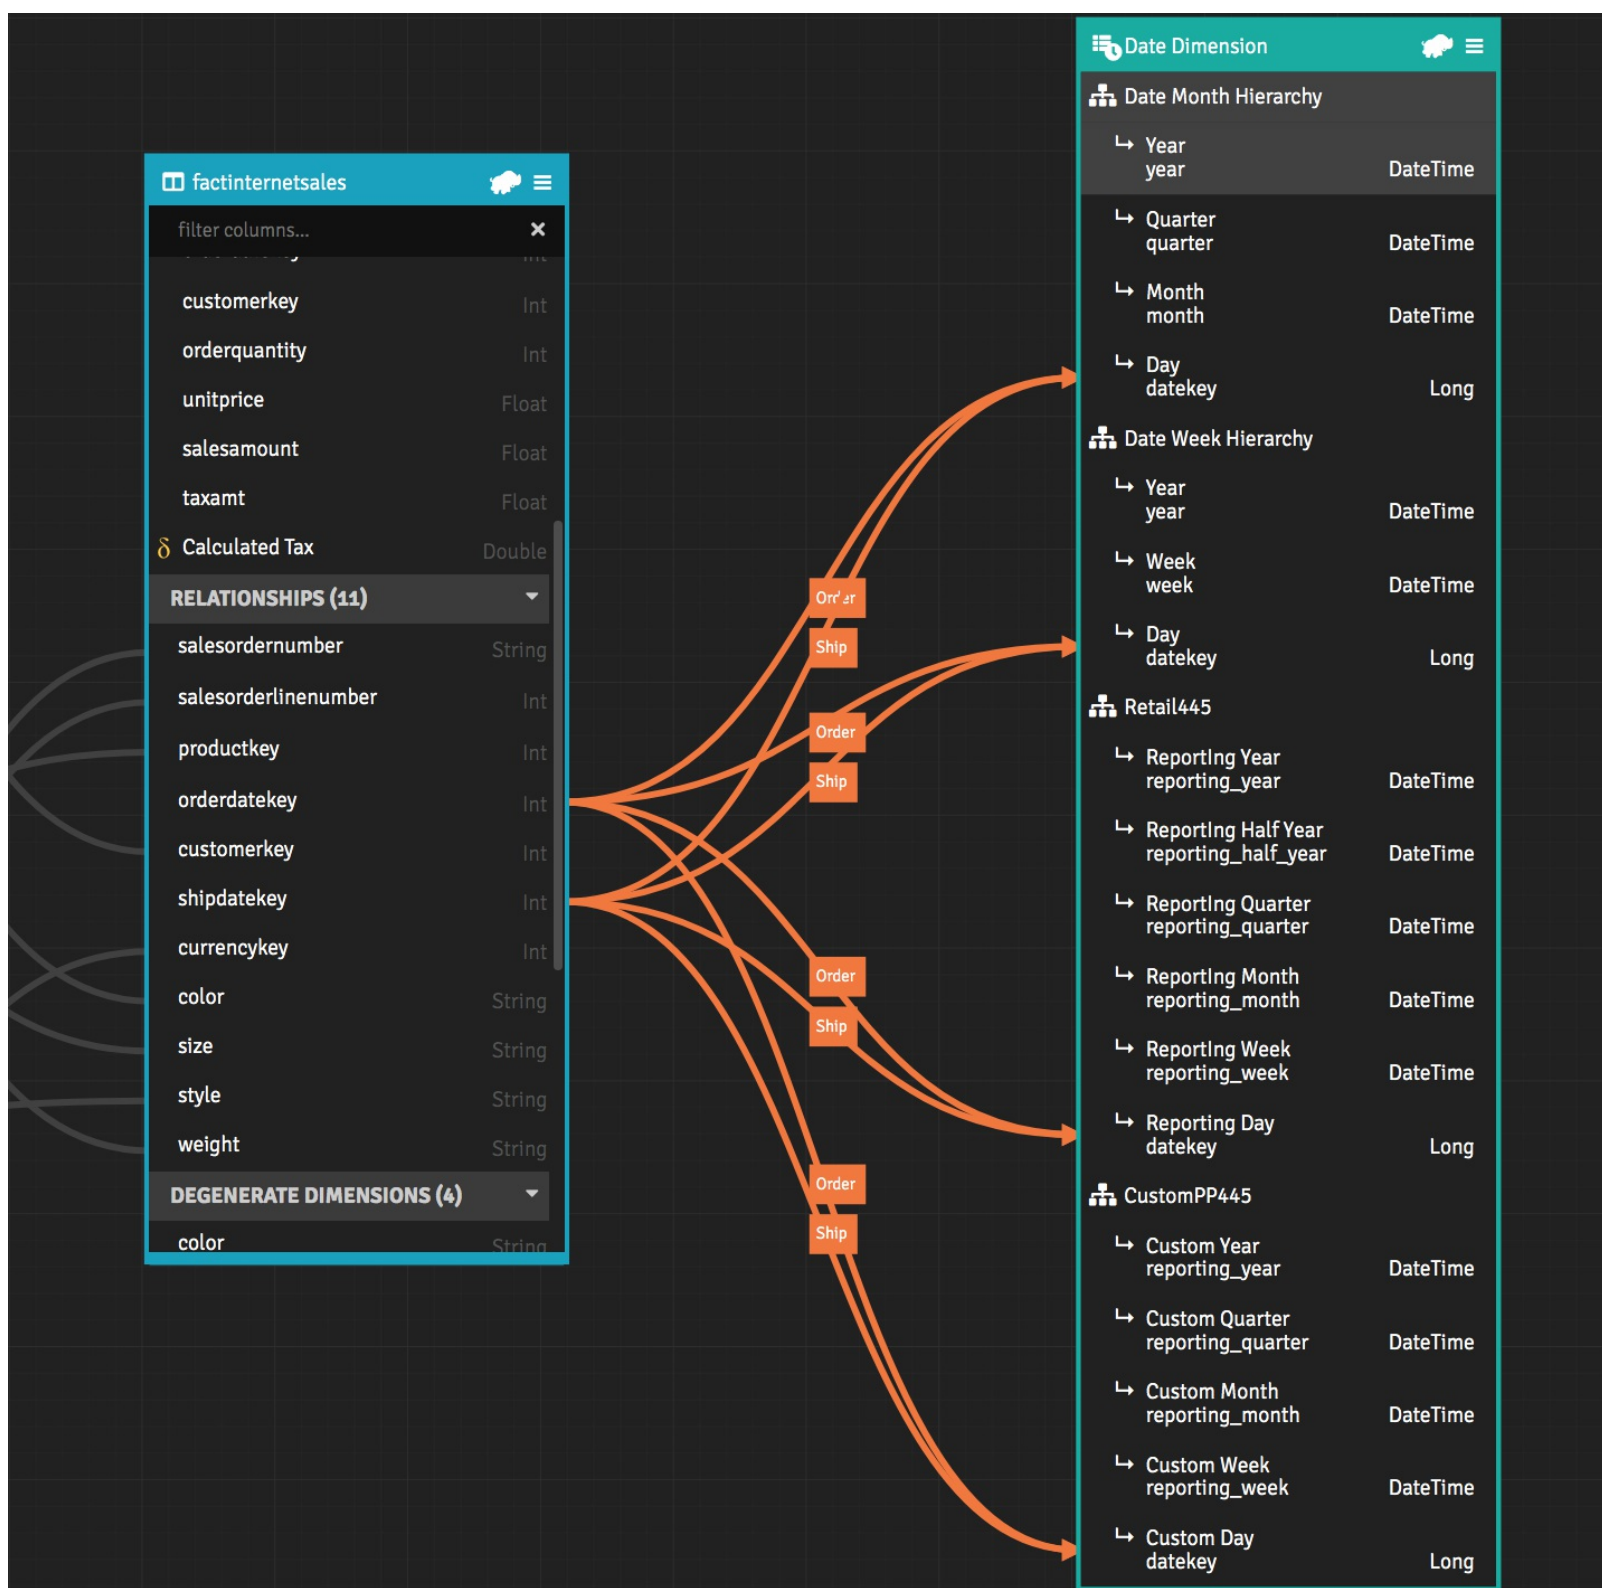 factinternetsales
filter columns...
customerkey Int
orderquantity Int
unitprice Float
salesamount Float
taxamt Float
δ Calculated Tax Double
RELATIONSHIPS (11)
salesordernumber String
salesorderlinenumber Int
productkey Int
orderdatekey Int
customerkey Int
shipdatekey Int
currencykey Int
color String
size String
style String
weight String
DEGENERATE DIMENSIONS (4)
color String
Order
Ship
Order
Ship
Order
Ship
Order
Ship
Date Dimension
Date Month Hierarchy
Year
year DateTime
Quarter
quarter DateTime
Month
month DateTime
Day
datekey Long
Date Week Hierarchy
Year
year DateTime
Week
week DateTime
Day
datekey Long
Retail445
ReportIng Year
reporting_year DateTime
ReportIng Half Year
reporting_half_year DateTime
ReportIng Quarter
reporting_quarter DateTime
ReportIng Month
reporting_month DateTime
ReportIng Week
reporting_week DateTime
Reporting Day
datekey Long
CustomPP445
Custom Year
reporting_year DateTime
Custom Quarter
reporting_quarter DateTime
Custom Month
reporting_month DateTime
Custom Week
reporting_week DateTime
Custom Day
datekey Long